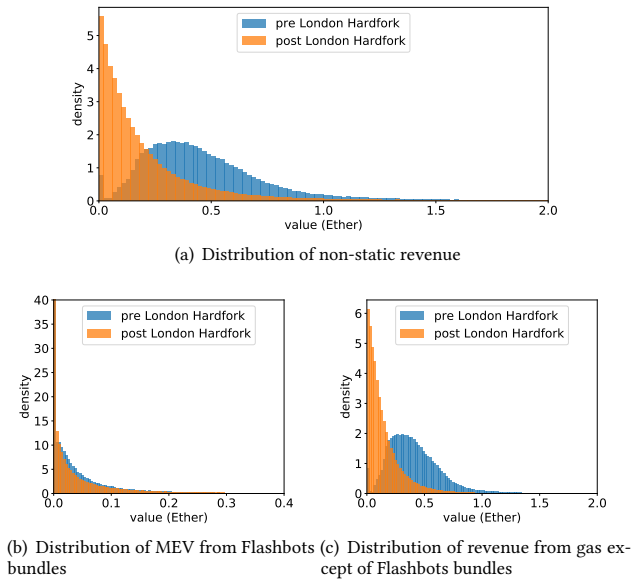 pre London Hardfork
post London Hardfork
density
5
4
3
2
1
0
0.0 0.5 1.0 1.5 2.0
value (Ether)
(a) Distribution of non-static revenue
pre London Hardfork
post London Hardfork
density
40
35
30
25
20
15
10
5
0
0.0 0.1 0.2 0.3 0.4
value (Ether)
(b) Distribution of MEV from Flashbots
bundles
pre London Hardfork
post London Hardfork
density
6
5
4
3
2
1
0
0.0 0.5 1.0 1.5 2.0
value (Ether)
(c) Distribution of revenue from gas ex-
cept of Flashbots bundles